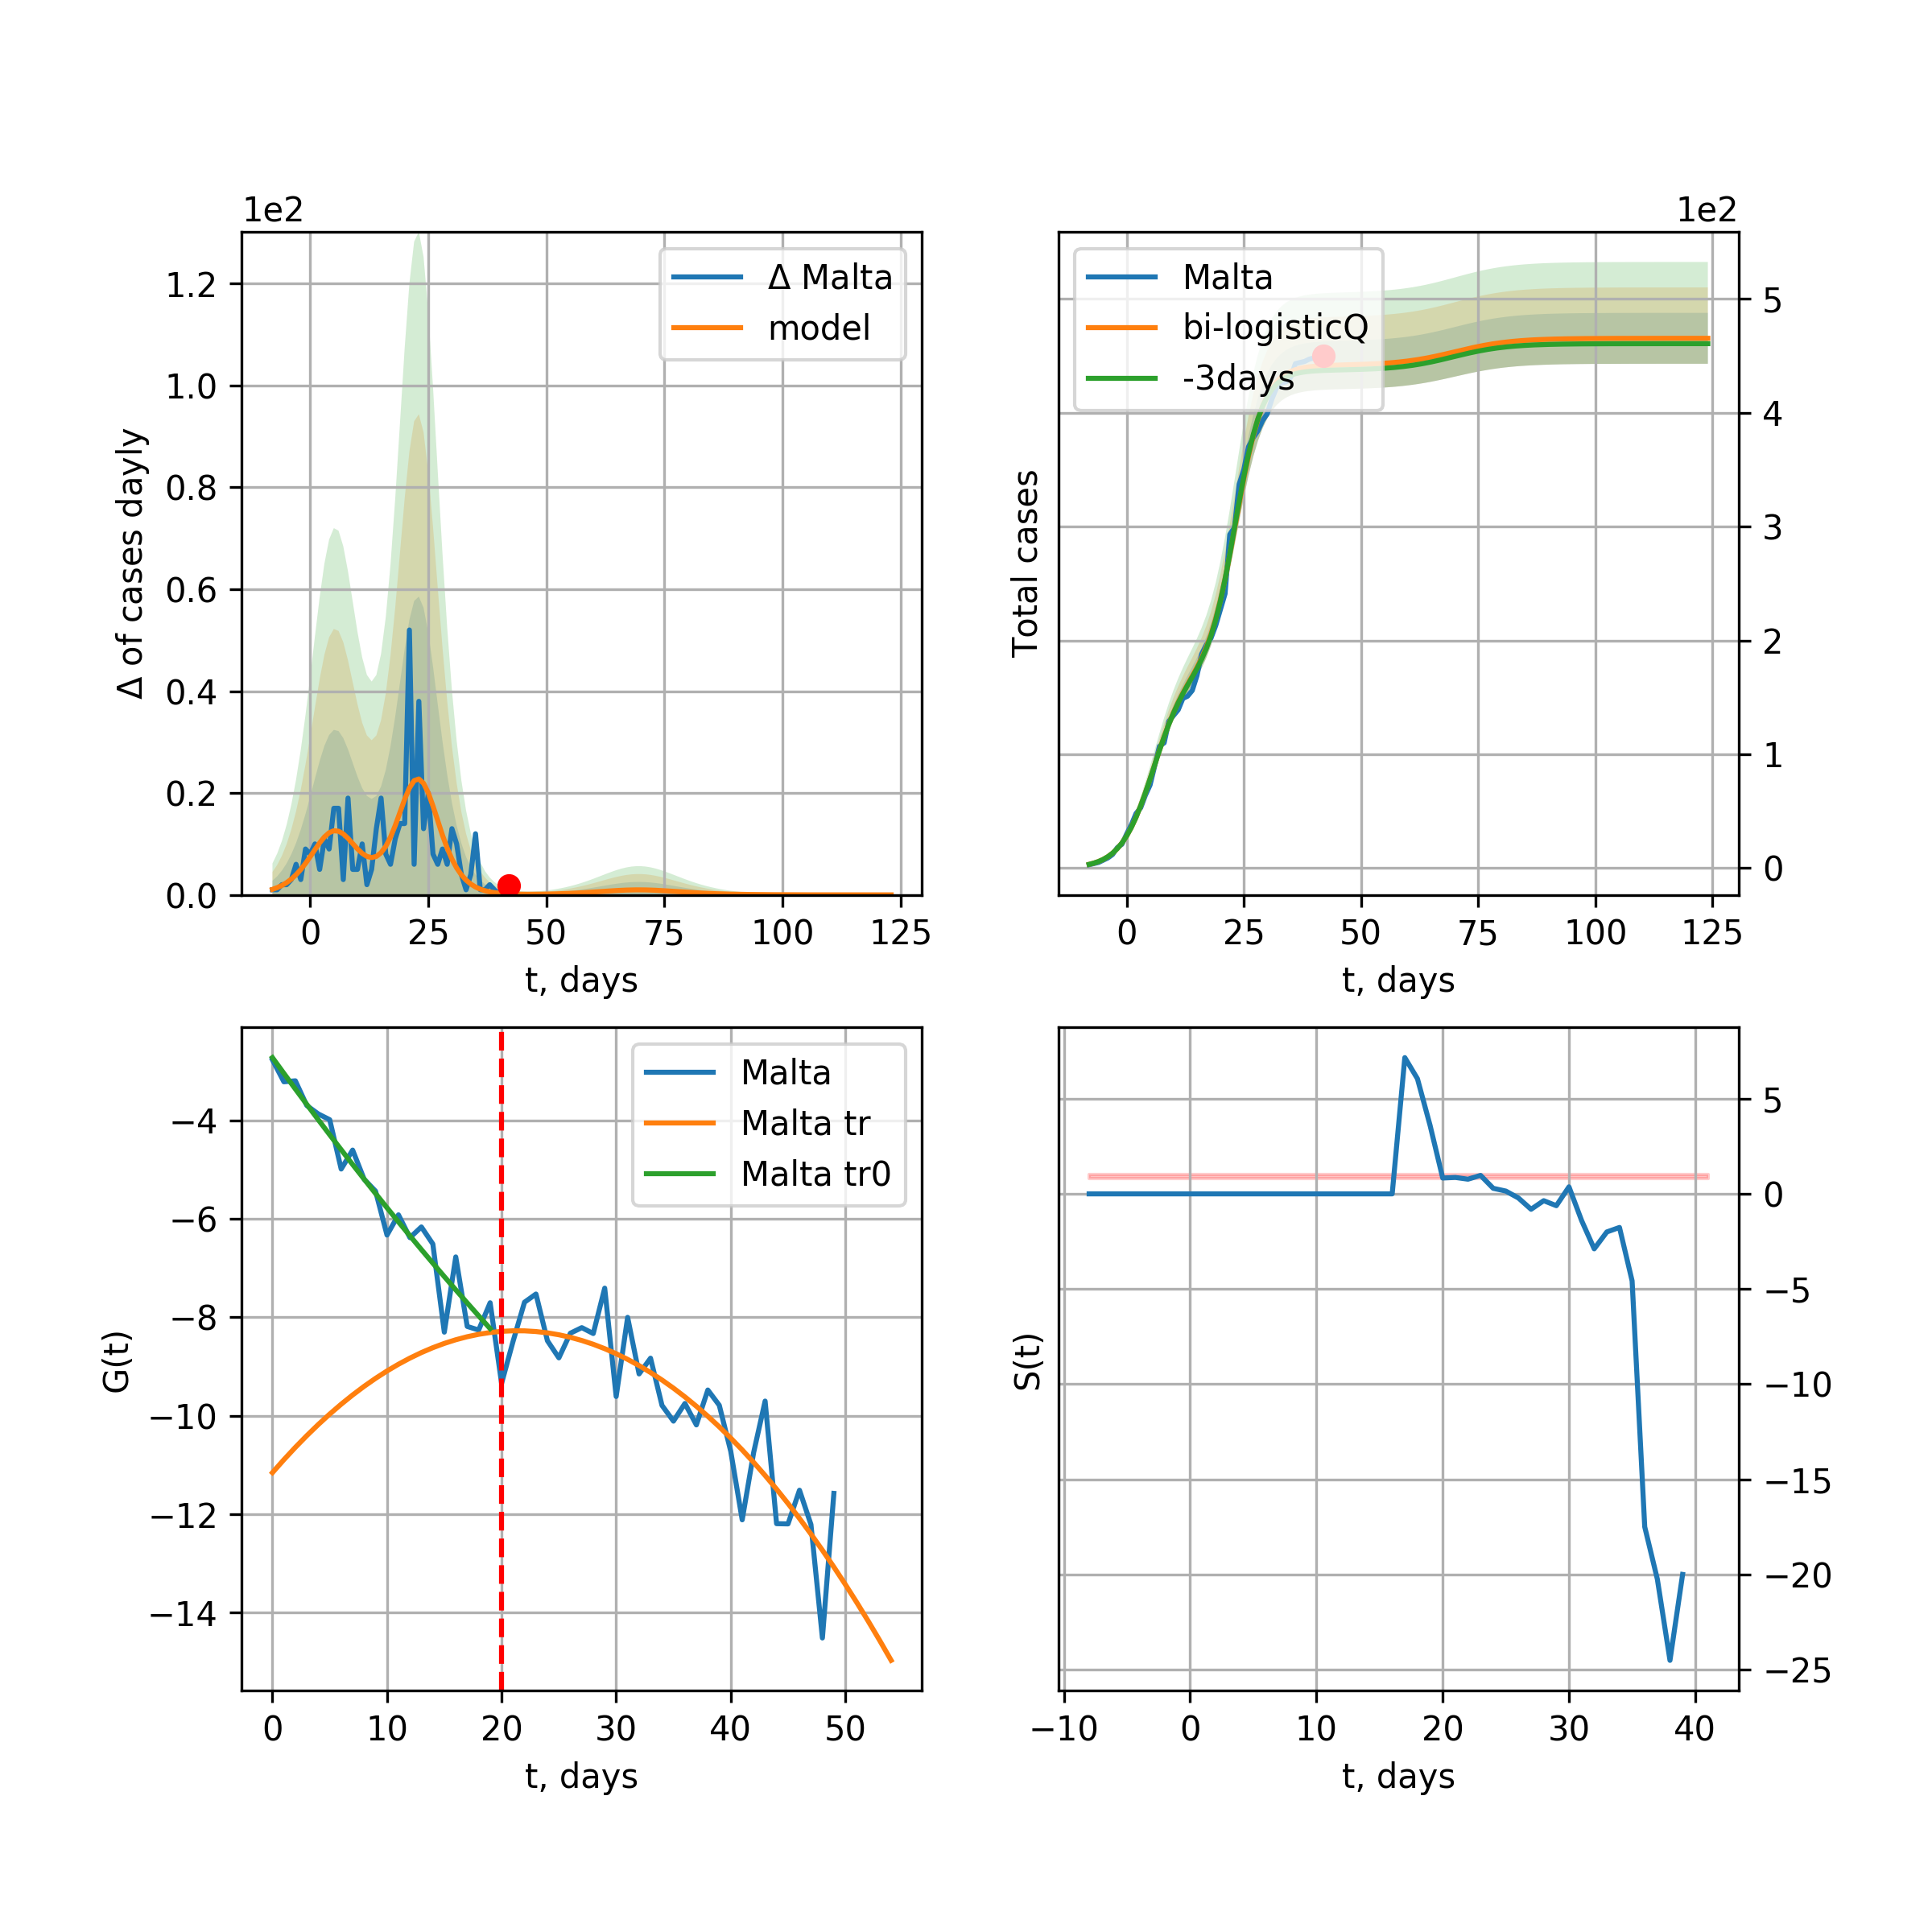 1e2
Δ of cases dayly
1.2
1.0
0.8
0.6
0.4
0.2
0.0
Δ Malta
model
0 25 50 75 100 125
t, days
1e2
Total cases
Malta
bi-logisticQ
-3days
5
4
3
2
1
0
0 25 50 75 100 125
t, days
G(t)
−4
−6
−8
−10
−12
−14
Malta
Malta tr
Malta tr0
0 10 20 30 40 50
t, days
S(t)
5
0
−5
−10
−15
−20
−25
−10 0 10 20 30 40
t, days